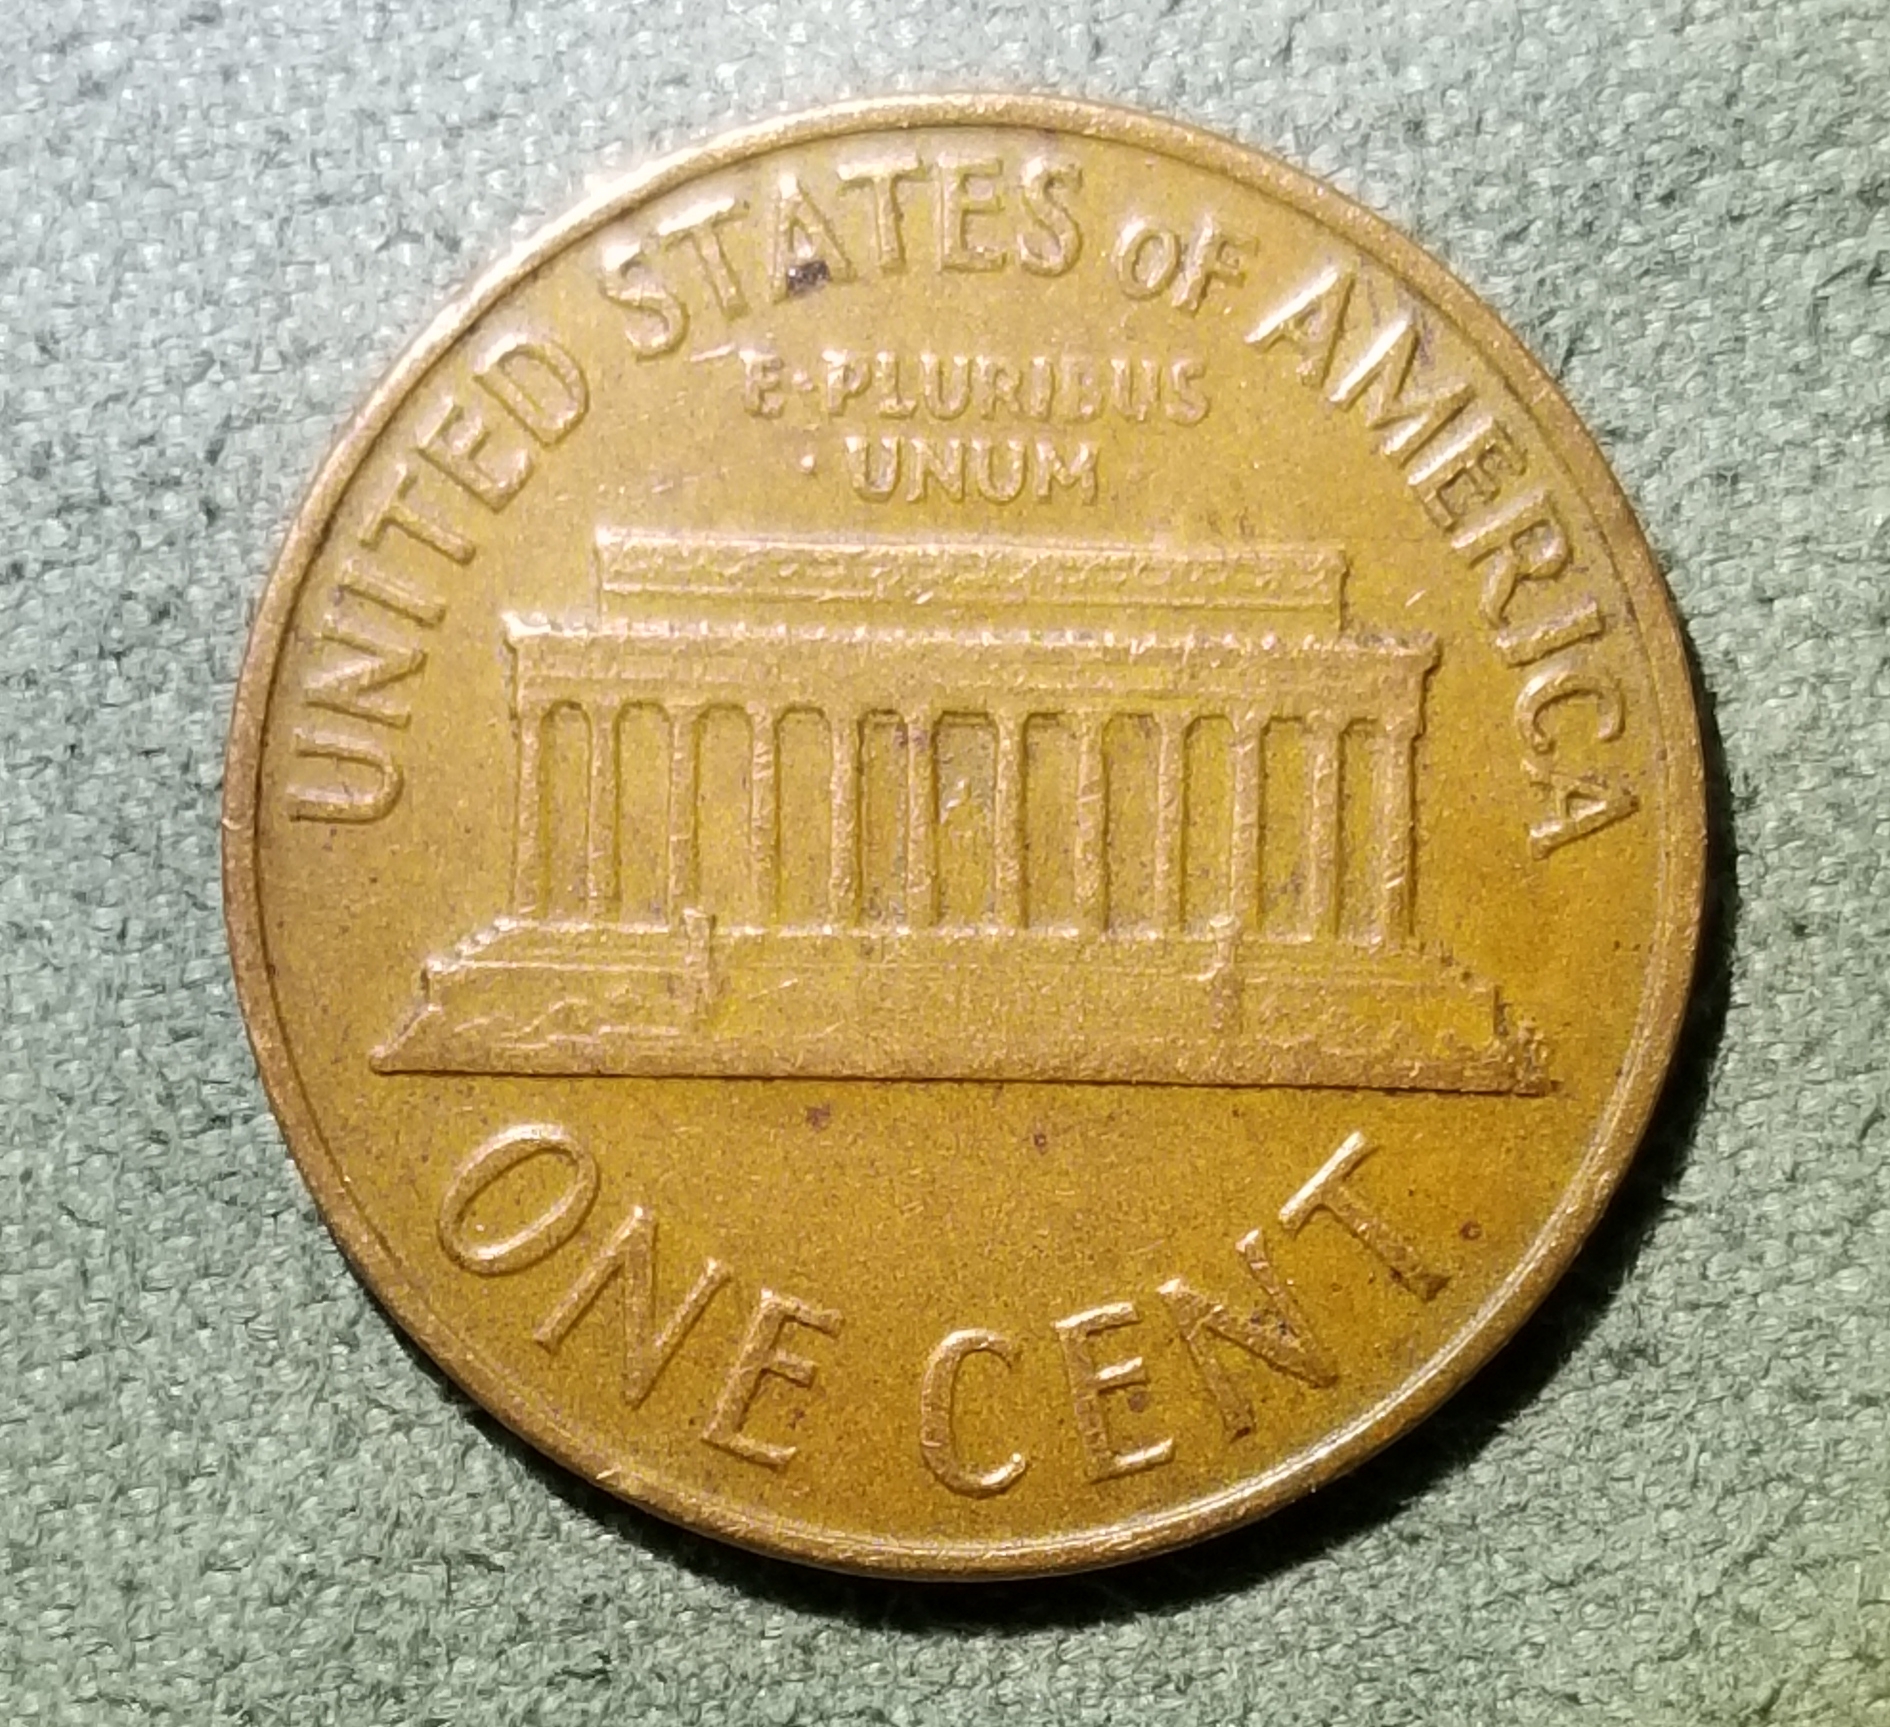 UNITED STATES OF AMERICA
E·PLURIBUS
·UNUM
ONE CENT